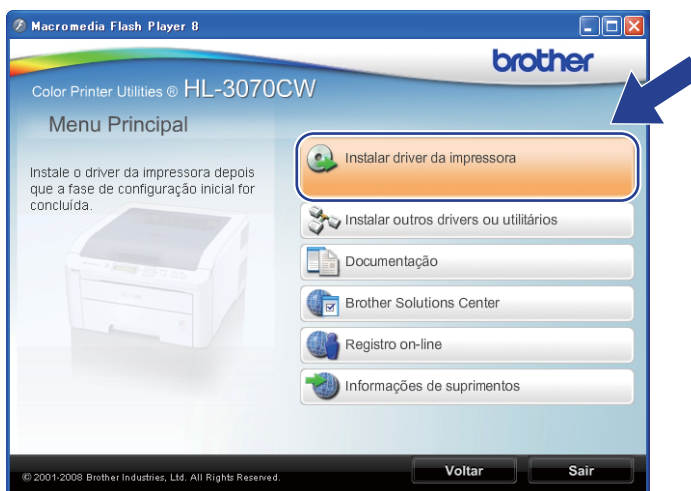 Macromedia Flash Player 8
brother
Color Printer Utilities ® HL-3070CW
Menu Principal
Instale o driver da impressora depois
que a fase de configuração inicial for
concluída.
Instalar driver da impressora
Instalar outros drivers ou utilitários
Documentação
Brother Solutions Center
Registro on-line
Informações de suprimentos
© 2001-2008 Brother Industries, Ltd. All Rights Reserved.
Voltar
Sair